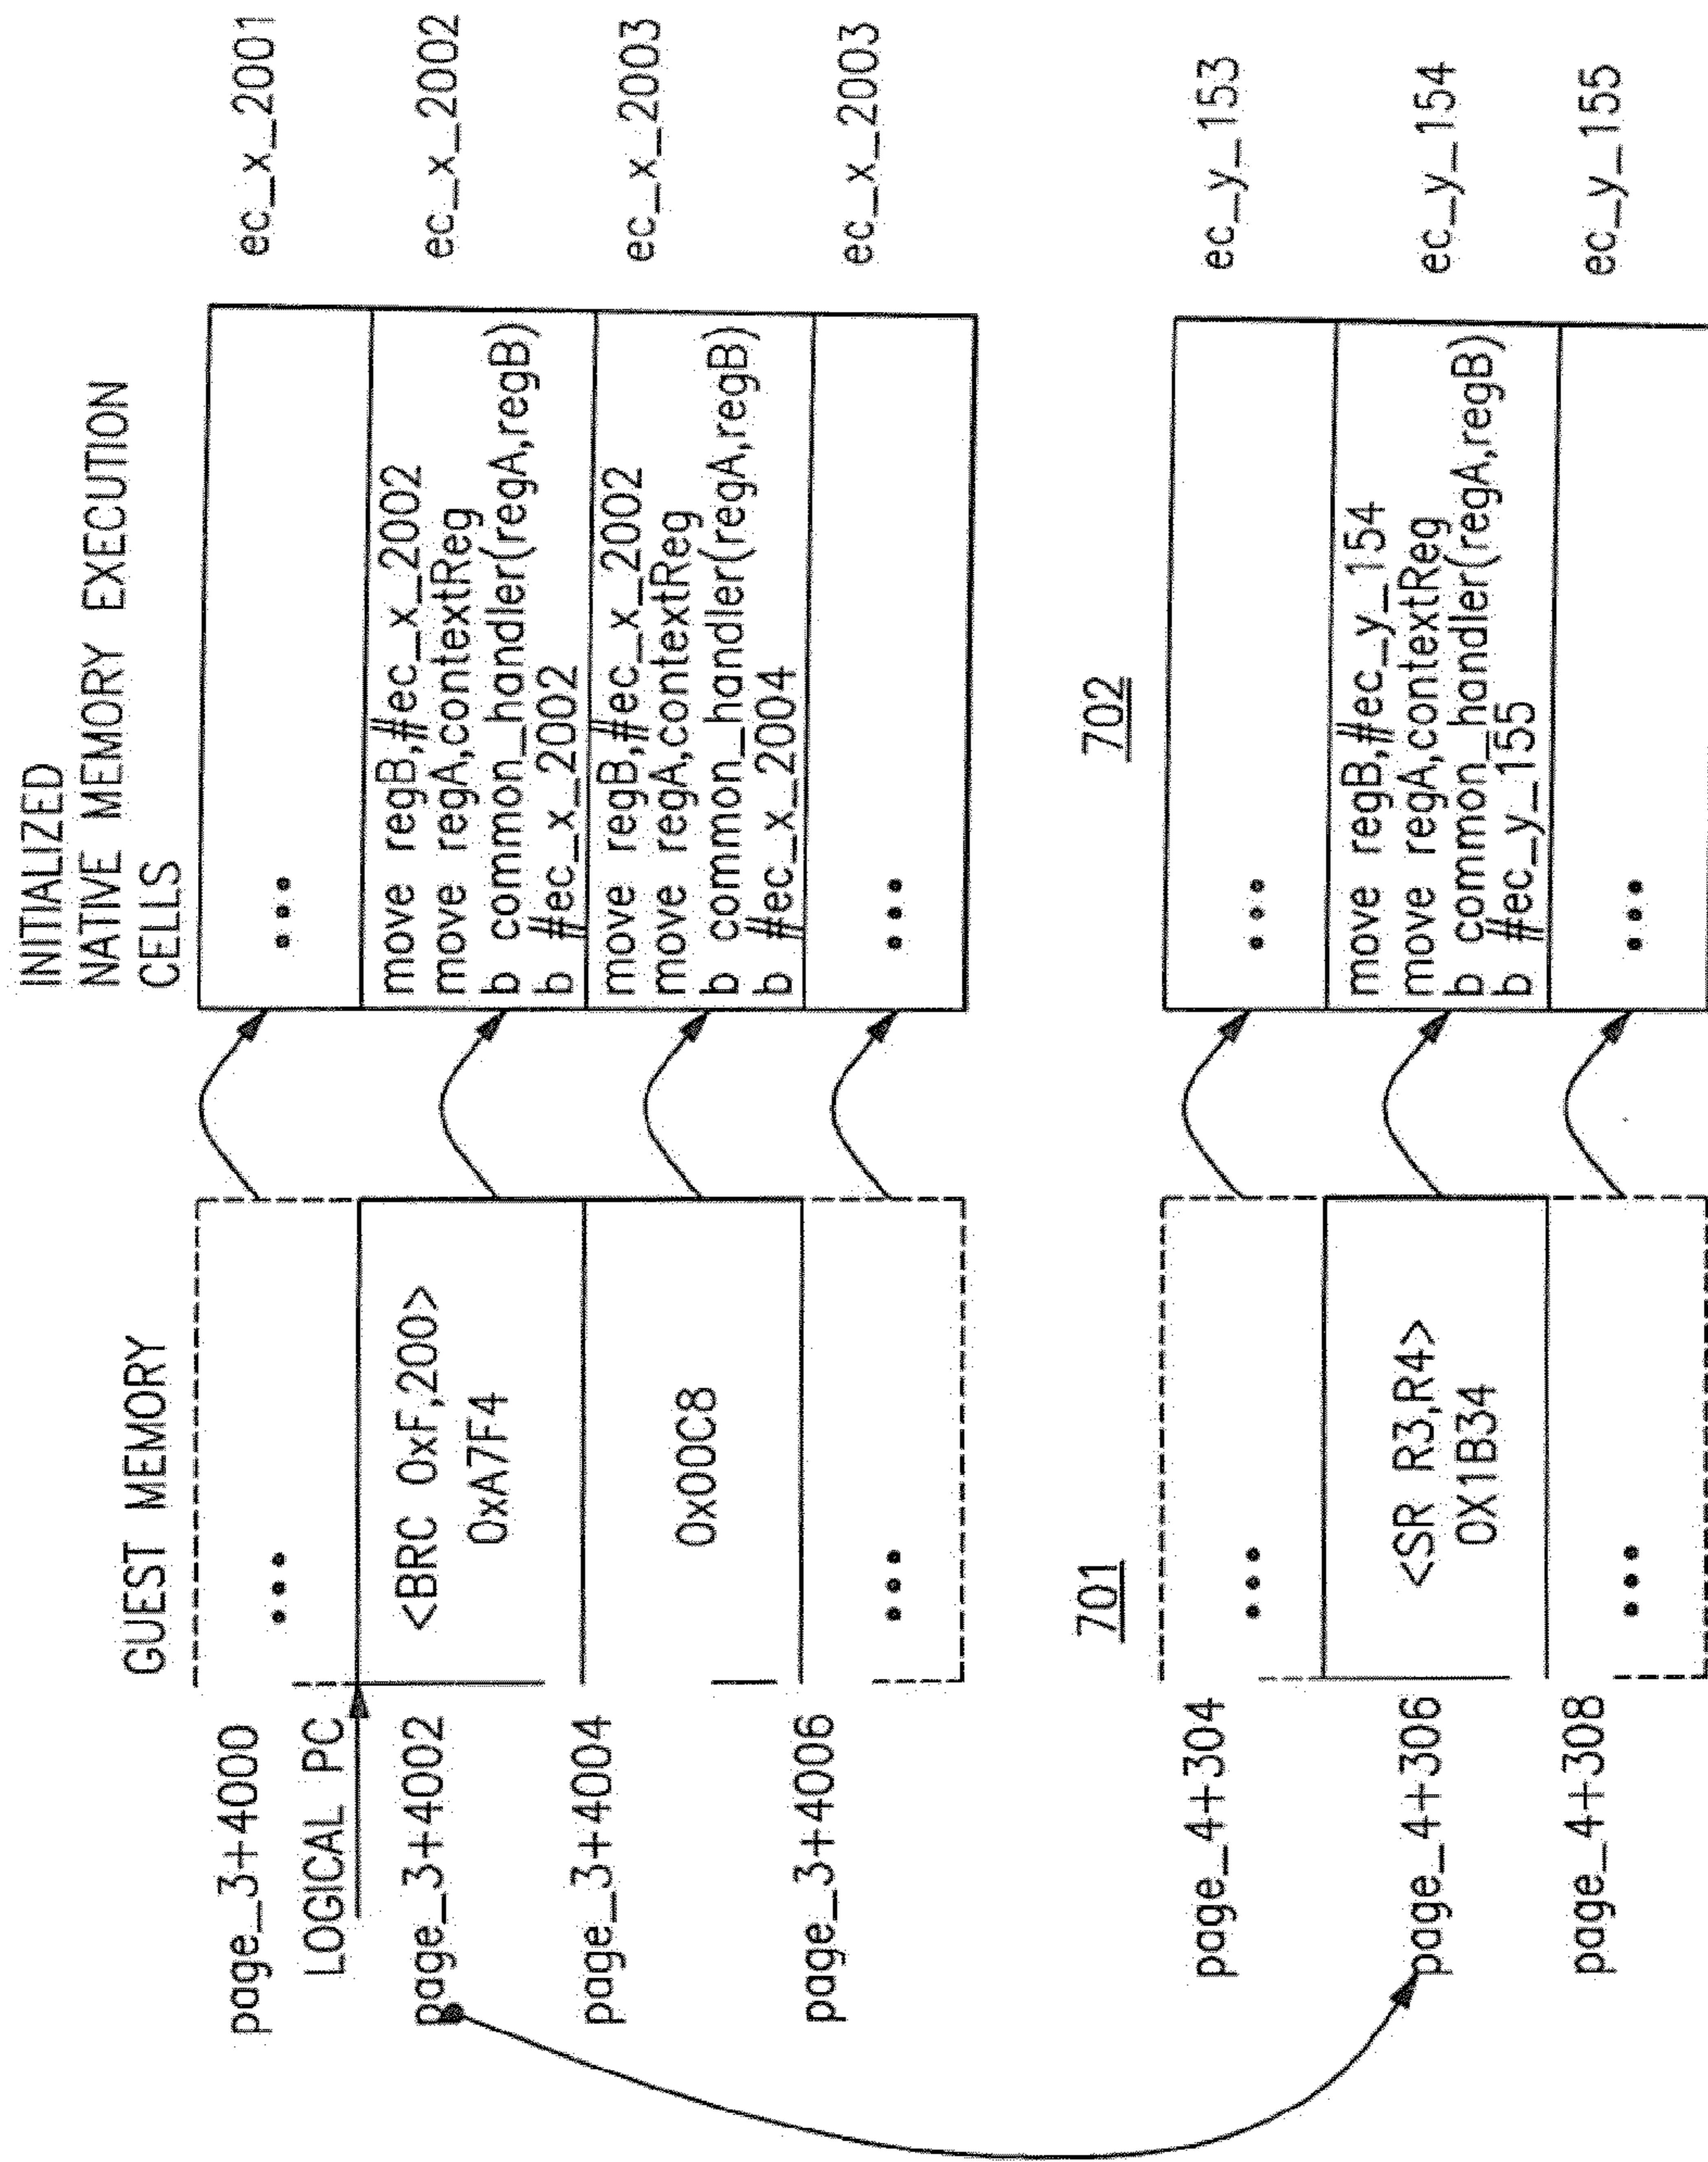 INITIALIZED
NATIVE MEMORY EXECUTION
CELLS
GUEST MEMORY
page_3+4000
...
...
ec_x_2001
LOGICAL PC
page_3+4002
<BRC 0xF,200>
0xA7F4
move regB,#ec_x_2002
move regA,contextReg
b common_handler(regA,regB)
b #ec_x_2002
ec_x_2002
page_3+4004
0x00C8
move regB,#ec_x_2002
move regA,contextReg
b common_handler(regA,regB)
b #ec_x_2004
ec_x_2003
page_3+4006
...
...
ec_x_2003
701
702
page_4+304
...
...
ec_y_153
page_4+306
<SR R3,R4>
0X1B34
move regB,#ec_y_154
move regA,contextReg
b common_handler(regA,regB)
b #ec_y_155
ec_y_154
page_4+308
...
...
ec_y_155